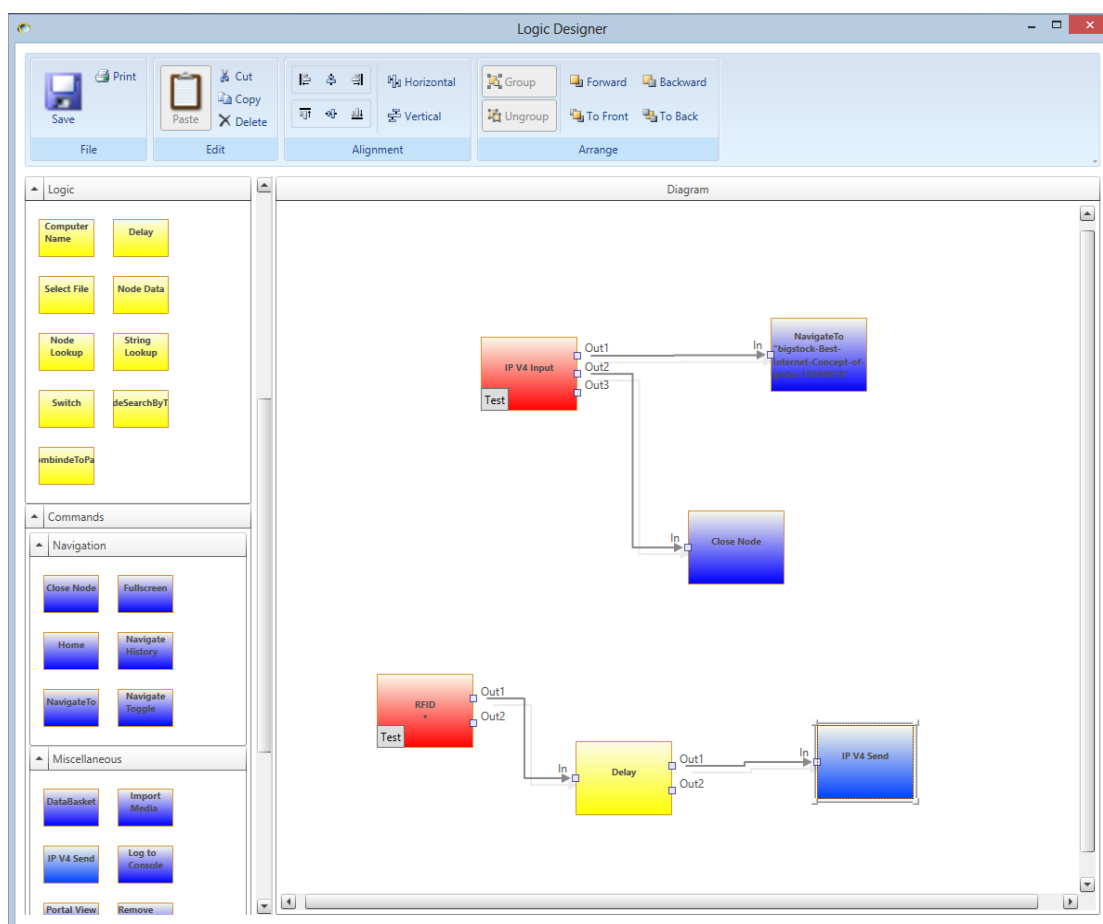 Logic Designer
Print
Save
File
Paste
Cut
Copy
Delete
Edit
Horizontal
Vertical
Alignment
Group
Ungroup
Forward
Backward
To Front
To Back
Arrange
Logic
Computer
Name
Delay
Select File
Node Data
Node
Lookup
String
Lookup
Switch
deSearchByT
ombindeToPa
Commands
Navigation
Close Node
Fullscreen
Home
Navigate
History
NavigateTo
Navigate
Toggle
Miscellaneous
DataBasket
Import
Media
IP V4 Send
Log to
Console
Portal View
Remove
Diagram
IP V4 Input
Test
Out1
Out2
Out3
In
NavigateTo
"bigstock-Best-
Internet-Concept-of-
In
Close Node
RFID
*
Test
Out1
Out2
In
Delay
Out1
Out2
In
IP V4 Send